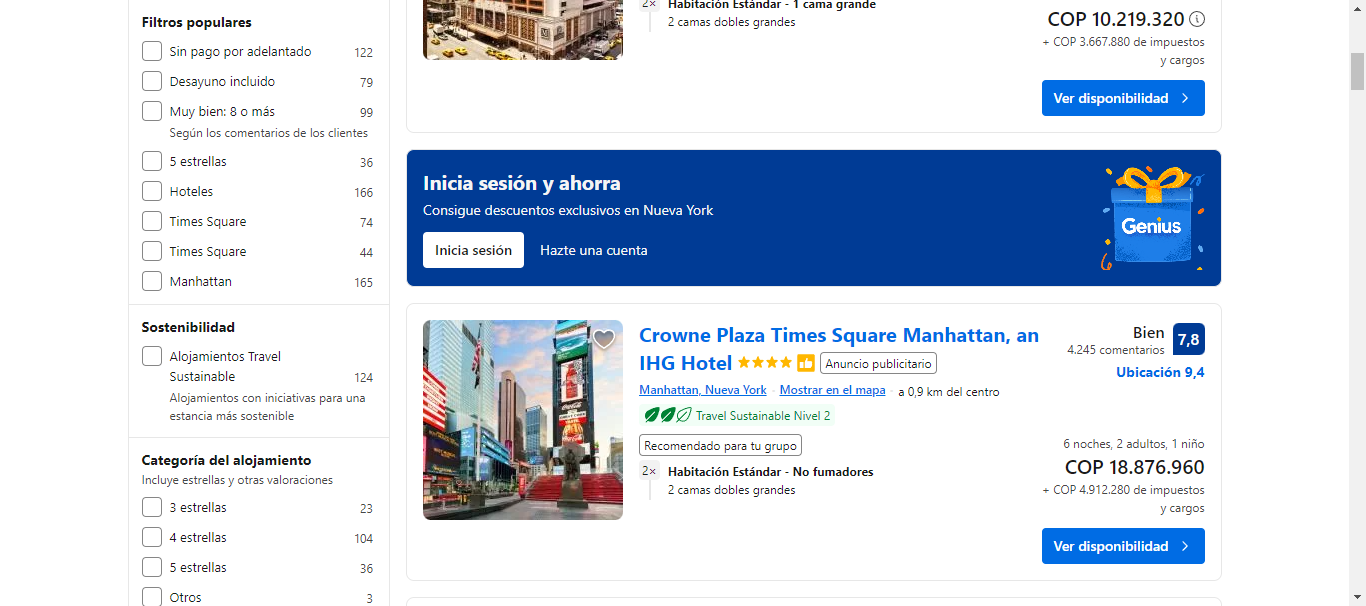 Filtros populares
Sin pago por adelantado 122
Desayuno incluido 79
Muy bien: 8 o más 99
Según los comentarios de los clientes
5 estrellas 36
Hoteles 166
Times Square 74
Times Square 44
Manhattan 165
Sostenibilidad
Alojamientos Travel
Sustainable 124
Alojamientos con iniciativas para una
estancia más sostenible
Categoría del alojamiento
Incluye estrellas y otras valoraciones
3 estrellas 23
4 estrellas 104
5 estrellas 36
Otros 3
2× Habitación Estándar - 1 cama grande
2 camas dobles grandes
COP 10.219.320
+ COP 3.667.880 de impuestos
y cargos
Ver disponibilidad
Inicia sesión y ahorra
Consigue descuentos exclusivos en Nueva York
Inicia sesión Hazte una cuenta
Genius
Crowne Plaza Times Square Manhattan, an
IHG Hotel Anuncio publicitario
Bien 7,8
4.245 comentarios
Ubicación 9,4
Manhattan, Nueva York · Mostrar en el mapa · a 0,9 km del centro
Travel Sustainable Nivel 2
Recomendado para tu grupo
2× Habitación Estándar - No fumadores
2 camas dobles grandes
6 noches, 2 adultos, 1 niño
COP 18.876.960
+ COP 4.912.280 de impuestos
y cargos
Ver disponibilidad